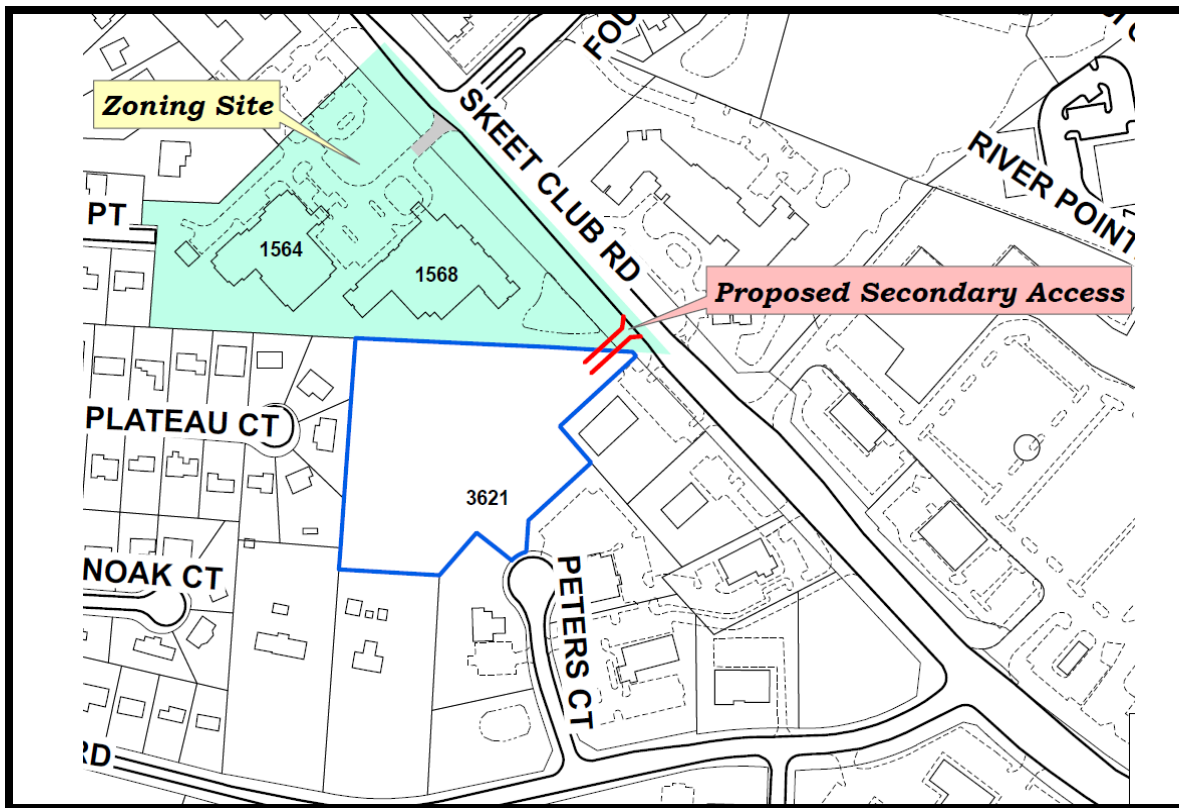 FOU
Zoning Site
SKEET CLUB RD
RIVER POINT
PT
1564
1568
Proposed Secondary Access
PLATEAU CT
3621
NOAK CT
PETERS CT
RD